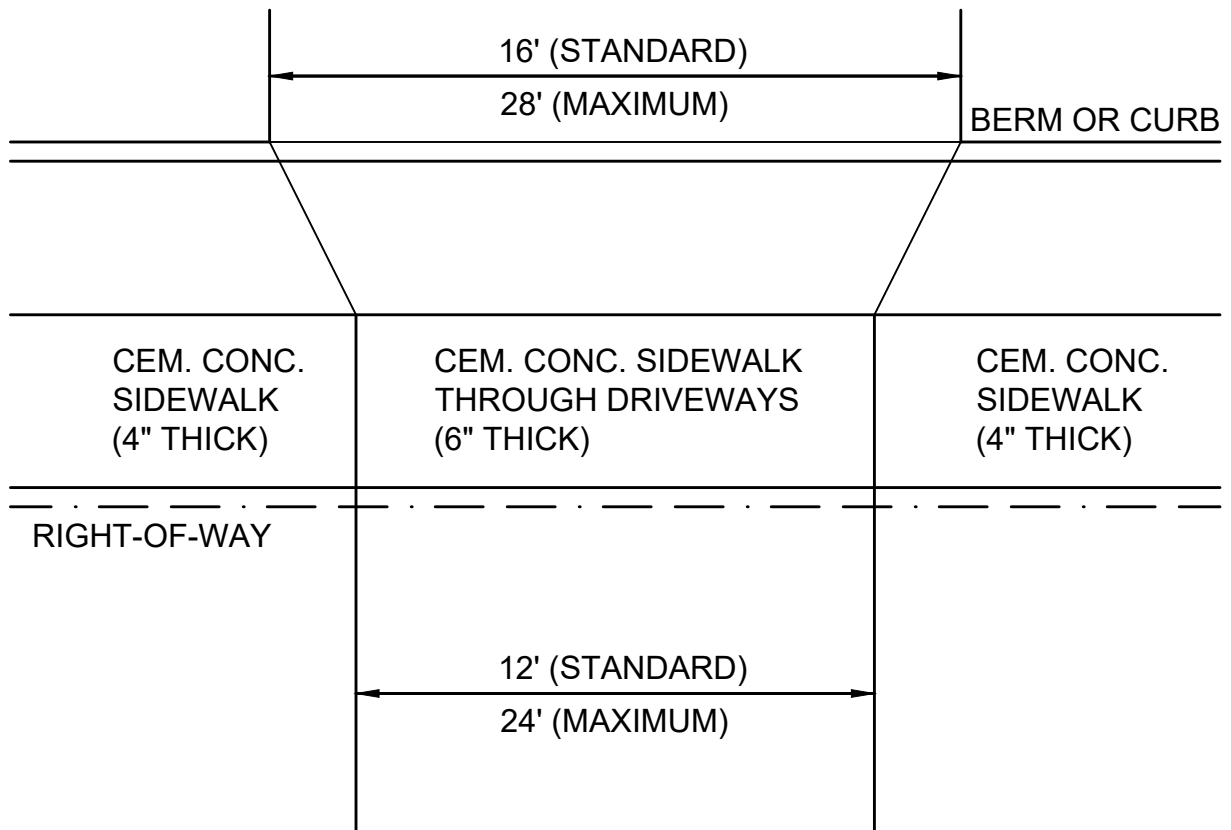 16' (STANDARD)
28' (MAXIMUM)
BERM OR CURB
CEM. CONC.
SIDEWALK
(4" THICK)
CEM. CONC. SIDEWALK
THROUGH DRIVEWAYS
(6" THICK)
CEM. CONC.
SIDEWALK
(4" THICK)
RIGHT-OF-WAY
12' (STANDARD)
24' (MAXIMUM)